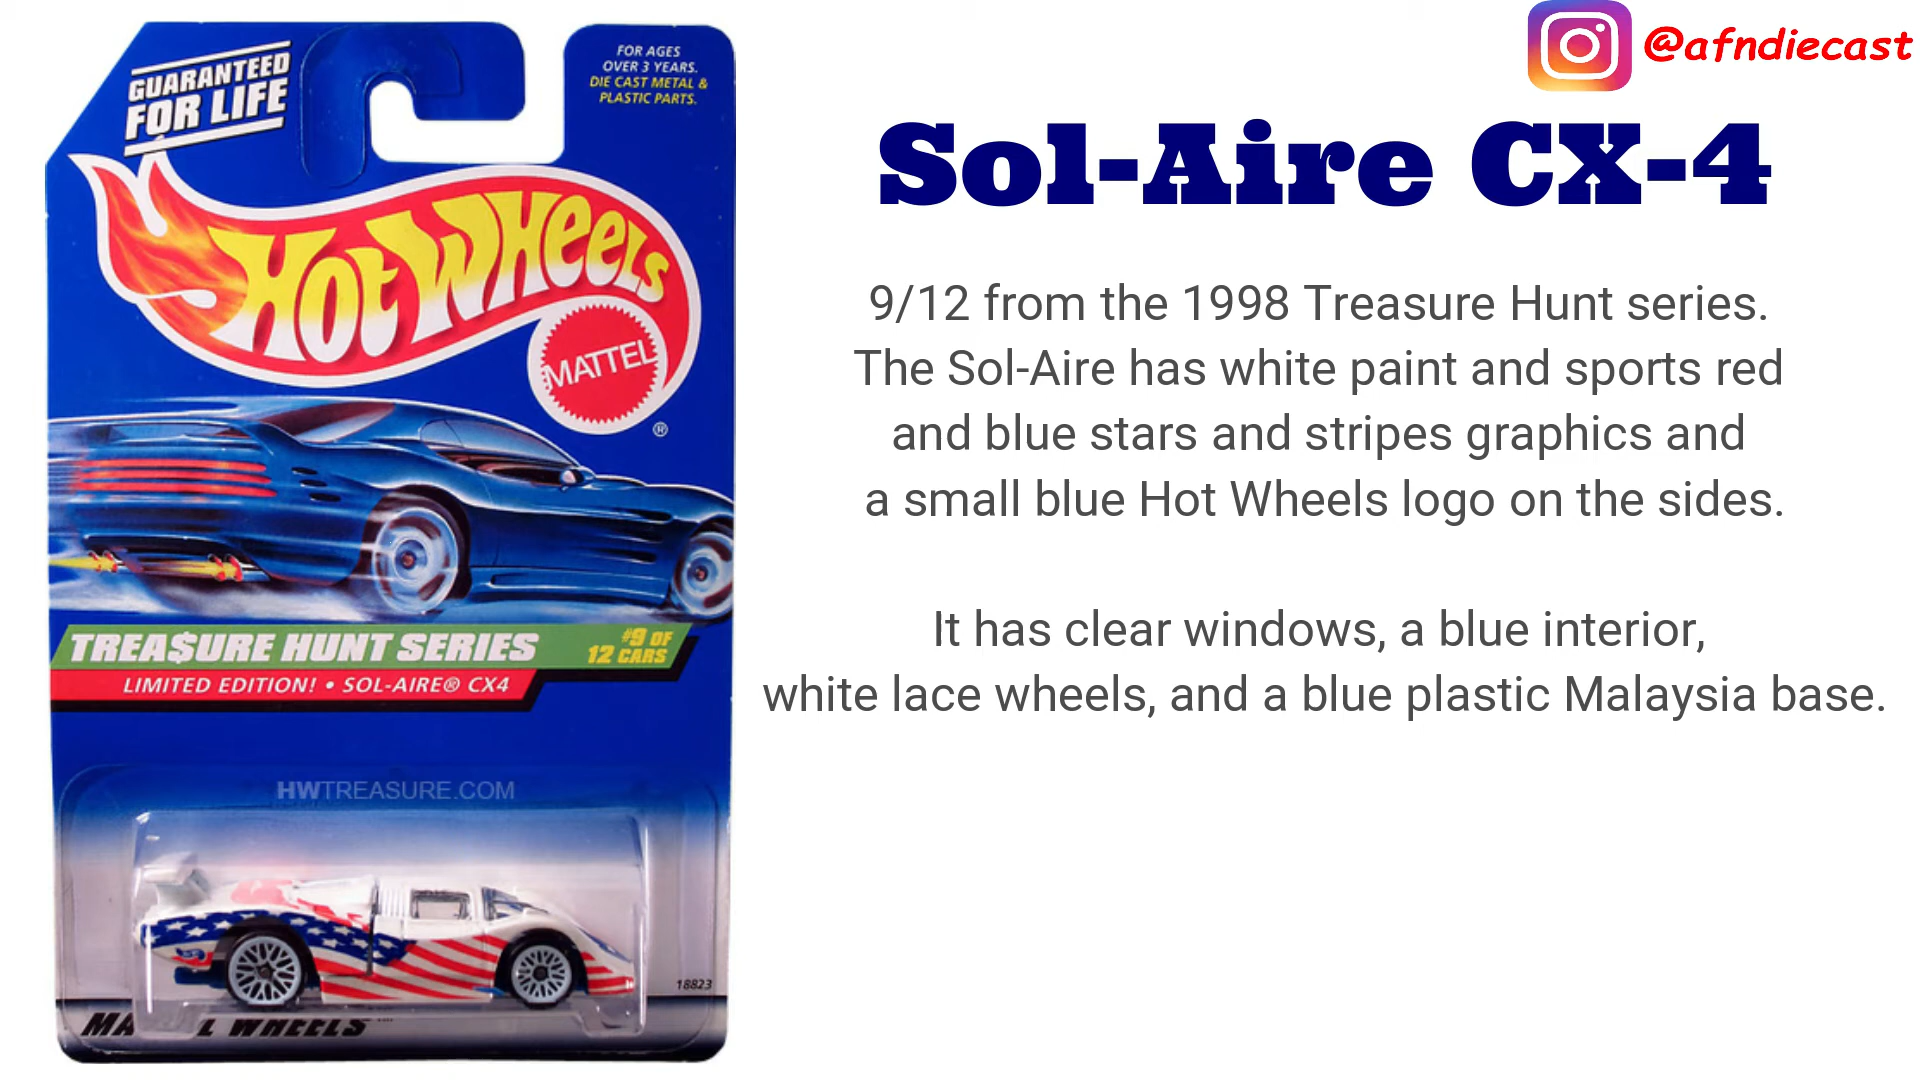 GUARANTEED
FOR LIFE
FOR AGES
OVER 3 YEARS.
DIE CAST METAL &
PLASTIC PARTS.
Hot Wheels
MATTEL
®
TREA$URE HUNT SERIES
#9 OF
12 CARS
LIMITED EDITION! • SOL-AIRE® CX4
HWTREASURE.COM
18823
WHEELS
@afndiecast
Sol-Aire CX-4
9/12 from the 1998 Treasure Hunt series.
The Sol-Aire has white paint and sports red
and blue stars and stripes graphics and
a small blue Hot Wheels logo on the sides.
It has clear windows, a blue interior,
white lace wheels, and a blue plastic Malaysia base.